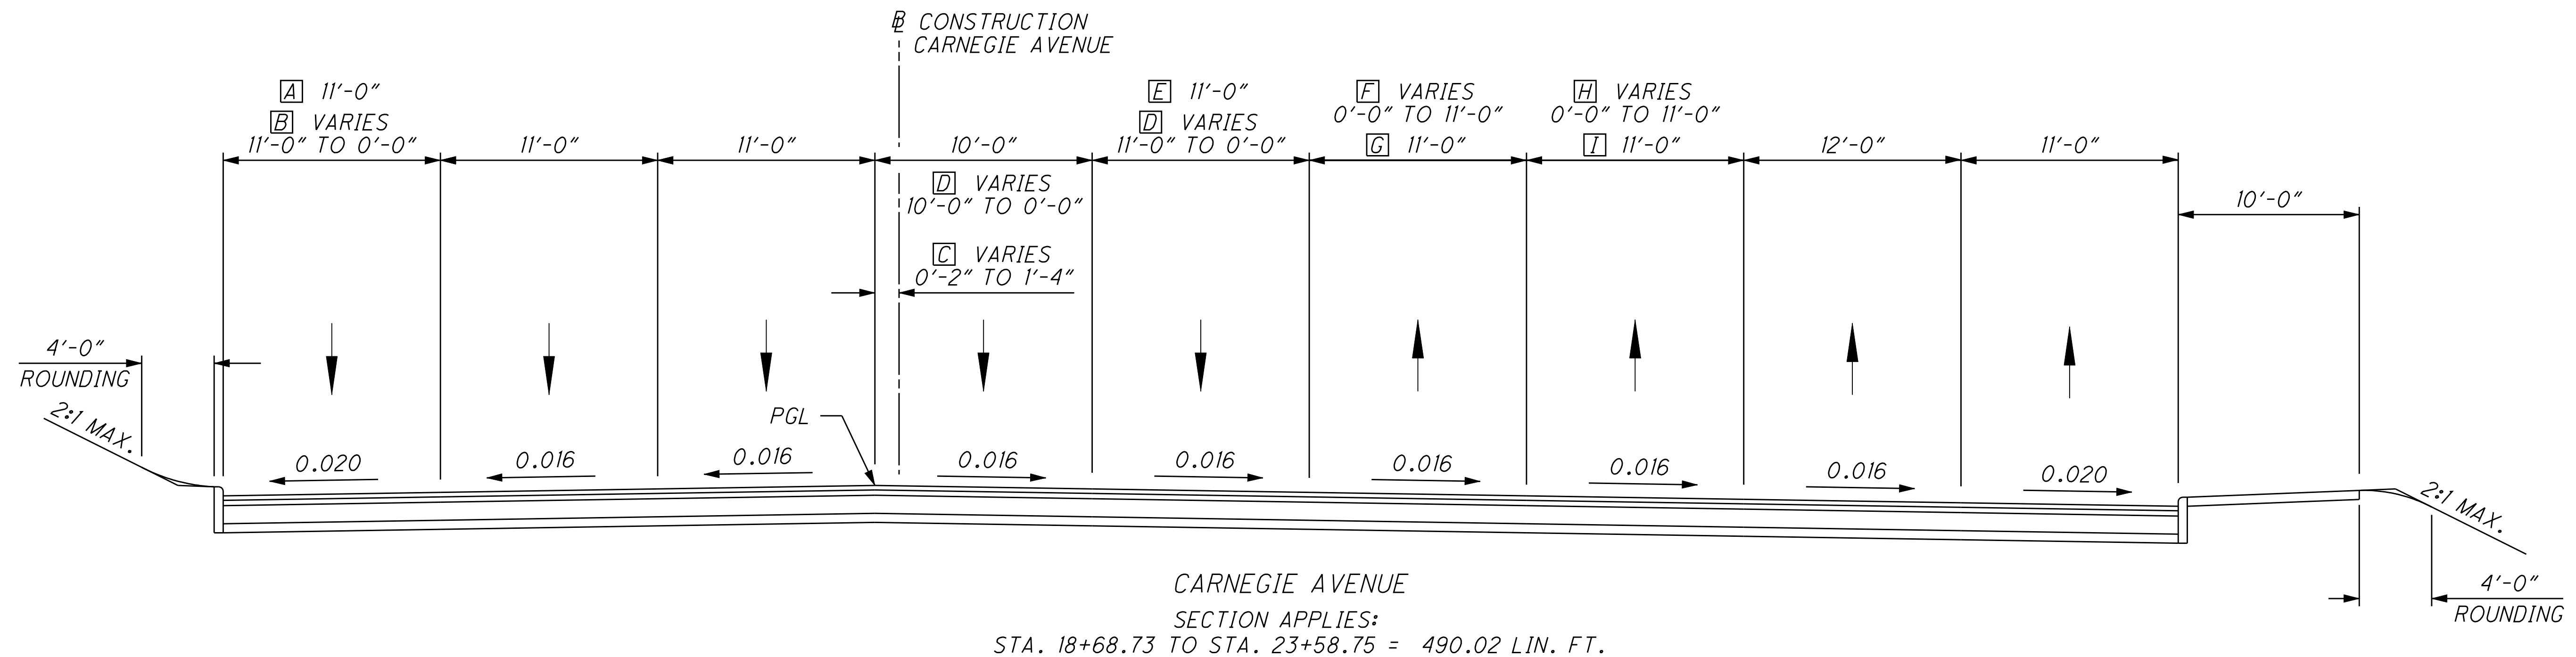 ℄ CONSTRUCTION
CARNEGIE AVENUE
A 11'-0"
B VARIES
11'-0" TO 0'-0"
11'-0"
11'-0"
10'-0"
D VARIES
10'-0" TO 0'-0"
C VARIES
0'-2" TO 1'-4"
E 11'-0"
D VARIES
11'-0" TO 0'-0"
F VARIES
0'-0" TO 11'-0"
G 11'-0"
H VARIES
0'-0" TO 11'-0"
I 11'-0"
12'-0"
11'-0"
10'-0"
4'-0"
ROUNDING
2:1 MAX.
PGL
0.020
0.016
0.016
0.016
0.016
0.016
0.016
0.016
0.020
2:1 MAX.
4'-0"
ROUNDING
CARNEGIE AVENUE
SECTION APPLIES:
STA. 18+68.73 TO STA. 23+58.75 = 490.02 LIN. FT.